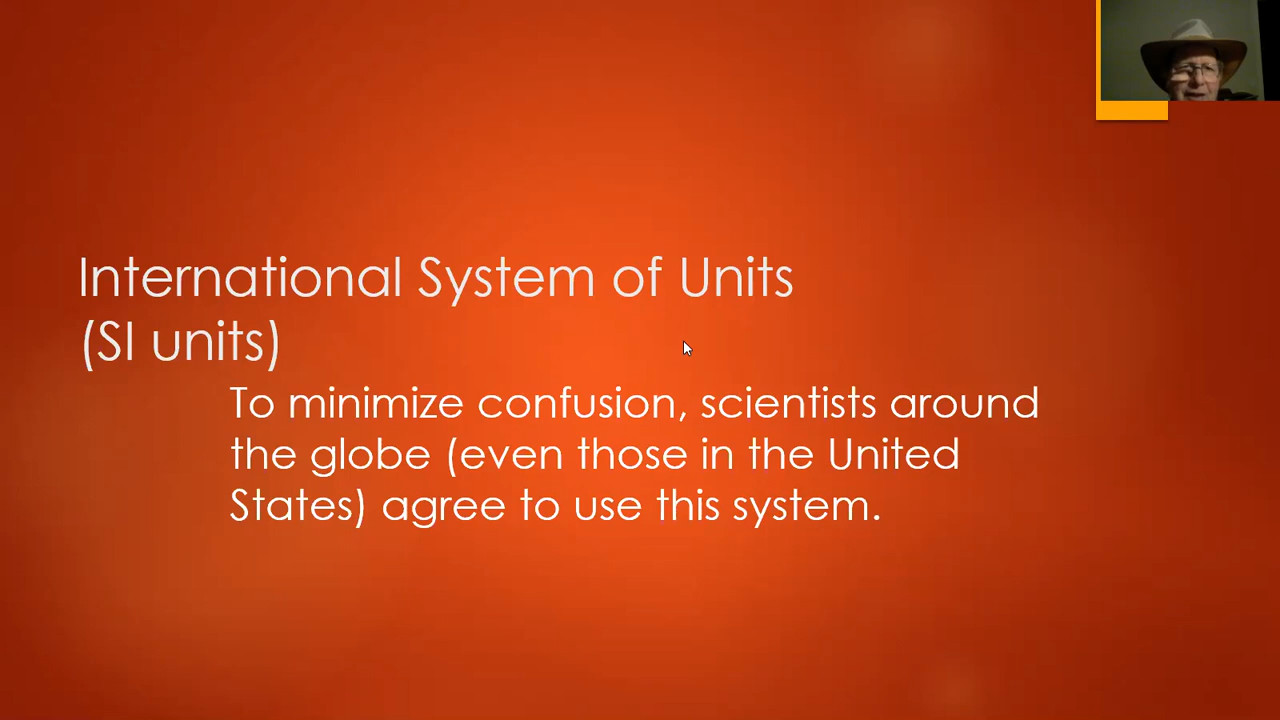 International System of Units
(SI units)
To minimize confusion, scientists around
the globe (even those in the United
States) agree to use this system.